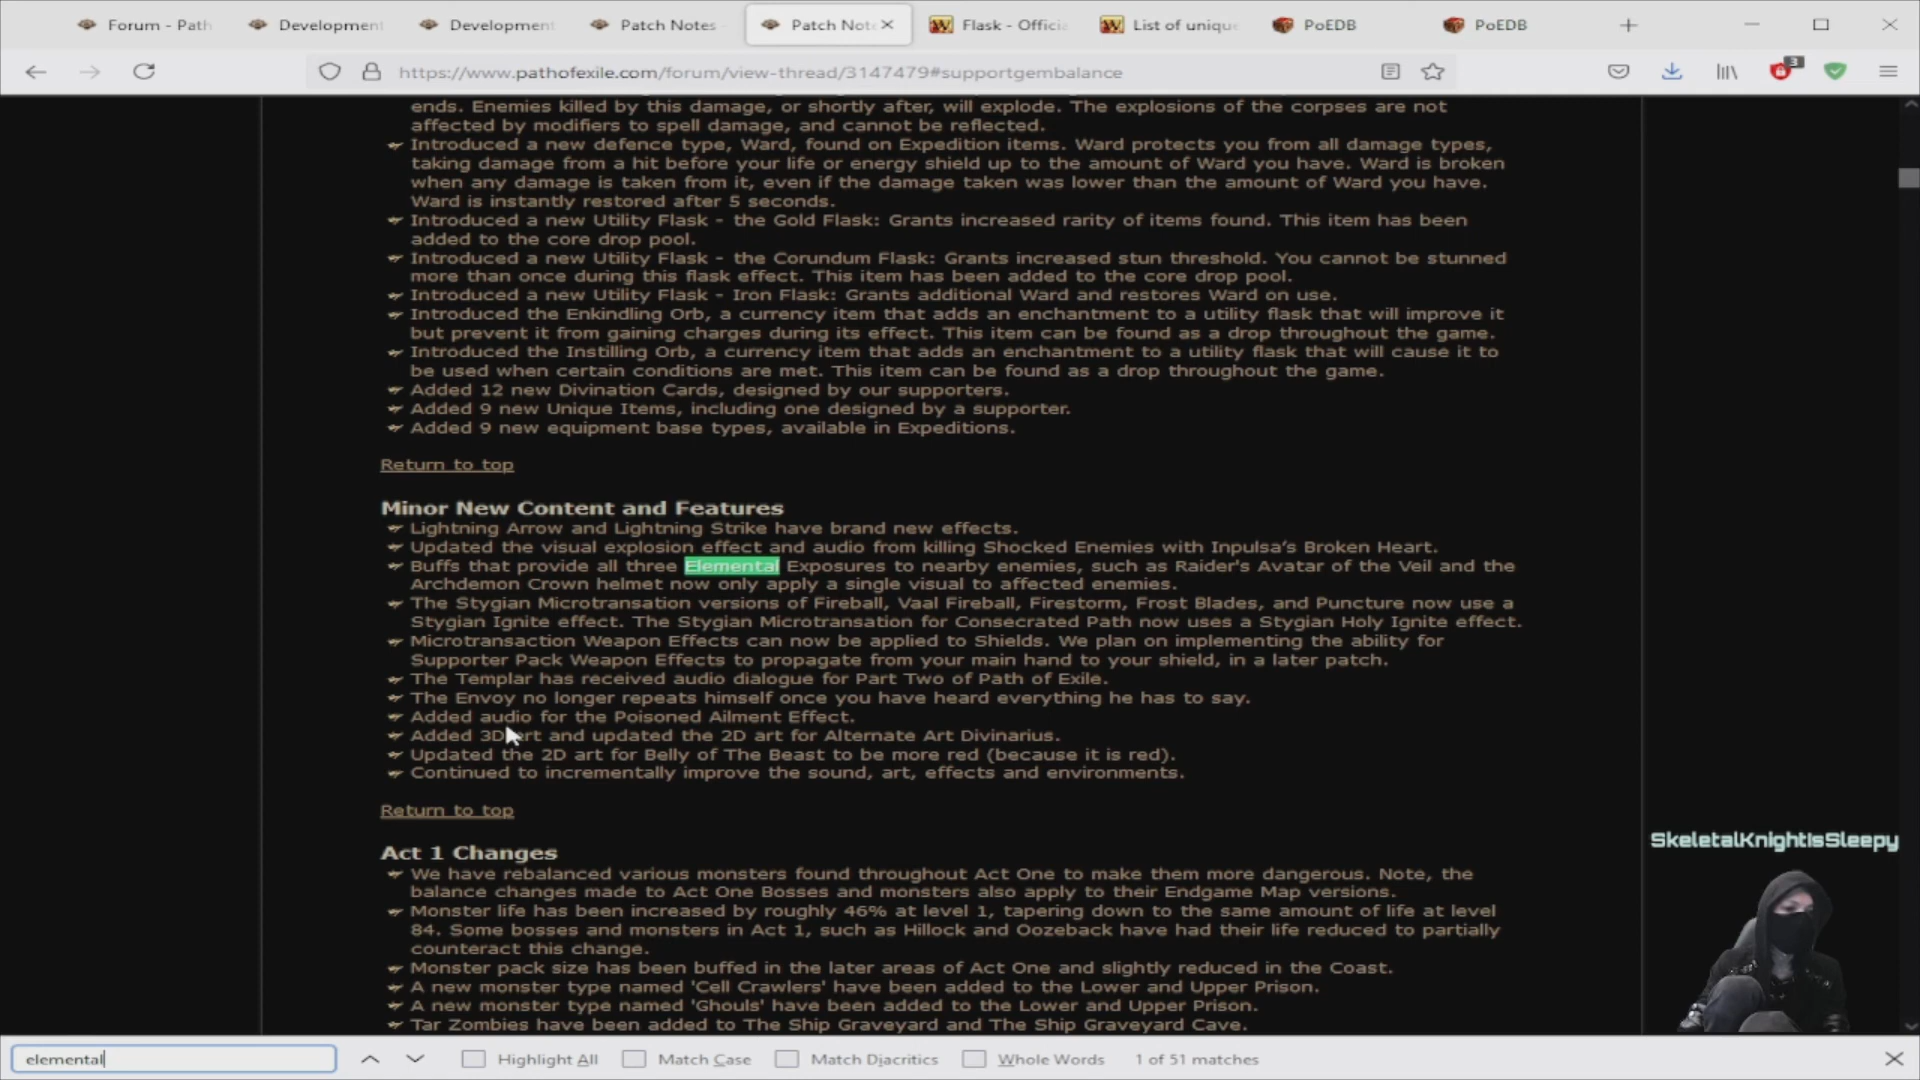 Forum - Path
Development
Development
Patch Notes
Patch Note
Flask - Officia
List of unique
PoEDB
PoEDB
https://www.pathofexile.com/forum/view-thread/3147479#supportgembalance
3
ends. Enemies killed by this damage, or shortly after, will explode. The explosions of the corpses are not
affected by modifiers to spell damage, and cannot be reflected.
Introduced a new defence type, Ward, found on Expedition items. Ward protects you from all damage types,
taking damage from a hit before your life or energy shield up to the amount of Ward you have. Ward is broken
when any damage is taken from it, even if the damage taken was lower than the amount of Ward you have.
Ward is instantly restored after 5 seconds.
Introduced a new Utility Flask - the Gold Flask: Grants increased rarity of items found. This item has been
added to the core drop pool.
Introduced a new Utility Flask - the Corundum Flask: Grants increased stun threshold. You cannot be stunned
more than once during this flask effect. This item has been added to the core drop pool.
Introduced a new Utility Flask - Iron Flask: Grants additional Ward and restores Ward on use.
Introduced the Enkindling Orb, a currency item that adds an enchantment to a utility flask that will improve it
but prevent it from gaining charges during its effect. This item can be found as a drop throughout the game.
Introduced the Instilling Orb, a currency item that adds an enchantment to a utility flask that will cause it to
be used when certain conditions are met. This item can be found as a drop throughout the game.
Added 12 new Divination Cards, designed by our supporters.
Added 9 new Unique Items, including one designed by a supporter.
Added 9 new equipment base types, available in Expeditions.
Return to top
Minor New Content and Features
Lightning Arrow and Lightning Strike have brand new effects.
Updated the visual explosion effect and audio from killing Shocked Enemies with Inpulsa's Broken Heart.
Buffs that provide all three Elemental Exposures to nearby enemies, such as Raider's Avatar of the Veil and the
Archdemon Crown helmet now only apply a single visual to affected enemies.
The Stygian Microtransation versions of Fireball, Vaal Fireball, Firestorm, Frost Blades, and Puncture now use a
Stygian Ignite effect. The Stygian Microtransation for Consecrated Path now uses a Stygian Holy Ignite effect.
Microtransaction Weapon Effects can now be applied to Shields. We plan on implementing the ability for
Supporter Pack Weapon Effects to propagate from your main hand to your shield, in a later patch.
The Templar has received audio dialogue for Part Two of Path of Exile.
The Envoy no longer repeats himself once you have heard everything he has to say.
Added audio for the Poisoned Ailment Effect.
Added 3D art and updated the 2D art for Alternate Art Divinarius.
Updated the 2D art for Belly of The Beast to be more red (because it is red).
Continued to incrementally improve the sound, art, effects and environments.
Return to top
Act 1 Changes
We have rebalanced various monsters found throughout Act One to make them more dangerous. Note, the
balance changes made to Act One Bosses and monsters also apply to their Endgame Map versions.
Monster life has been increased by roughly 46% at level 1, tapering down to the same amount of life at level
84. Some bosses and monsters in Act 1, such as Hillock and Oozeback have had their life reduced to partially
counteract this change.
Monster pack size has been buffed in the later areas of Act One and slightly reduced in the Coast.
A new monster type named 'Cell Crawlers' have been added to the Lower and Upper Prison.
A new monster type named 'Ghouls' have been added to the Lower and Upper Prison.
Tar Zombies have been added to The Ship Graveyard and The Ship Graveyard Cave.
SkeletalKnightIsSleepy
elemental
Highlight All
Match Case
Match Diacritics
Whole Words
1 of 51 matches